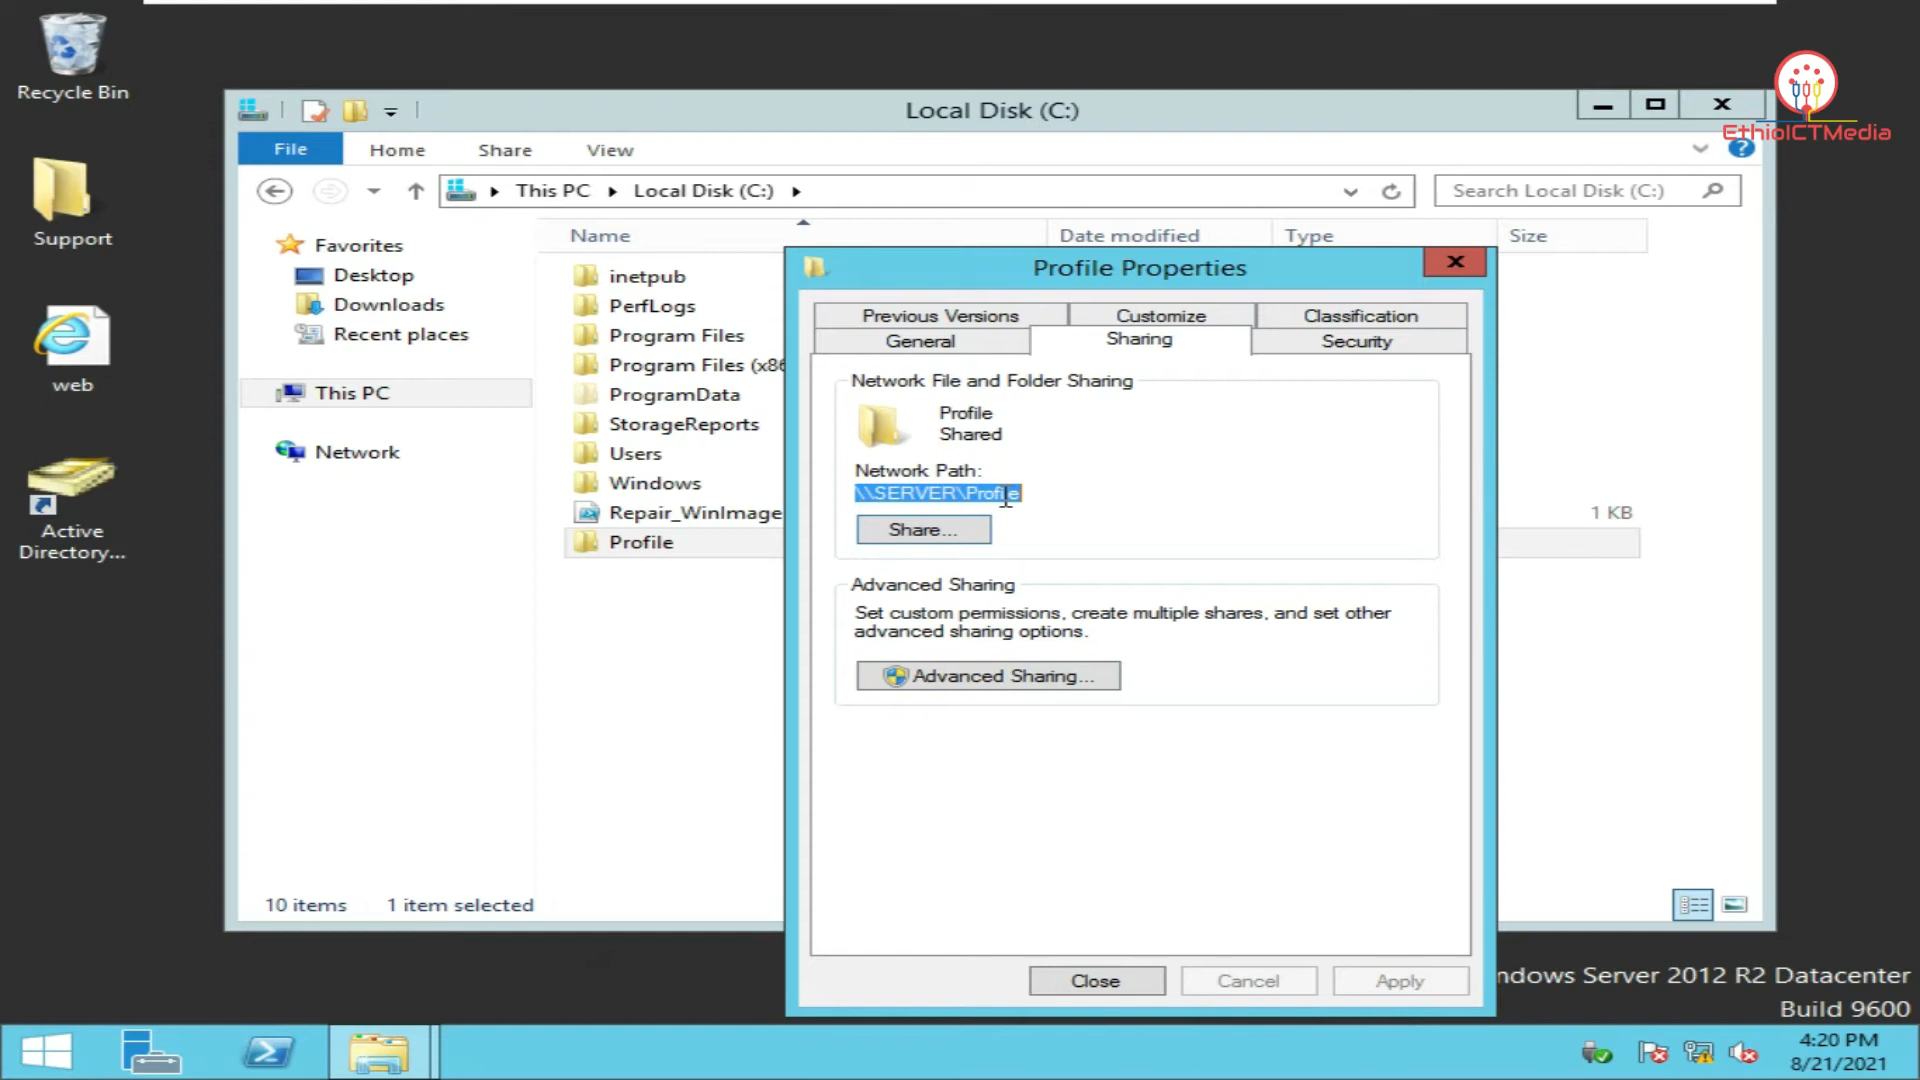 Recycle Bin
Support
web
Active
Directory...
EthioICTMedia
Local Disk (C:)
File
Home
Share
View
This PC
Local Disk (C:)
Search Local Disk (C:)
Favorites
Desktop
Downloads
Recent places
This PC
Network
Name
Date modified
Type
Size
inetpub
PerfLogs
Program Files
Program Files (x86
ProgramData
StorageReports
Users
Windows
Repair_WinImage
1 KB
Profile
10 items
1 item selected
Profile Properties
Previous Versions
Customize
Classification
General
Sharing
Security
Network File and Folder Sharing
Profile
Shared
Network Path:
\\SERVER\Profile
Share...
Advanced Sharing
Set custom permissions, create multiple shares, and set other
advanced sharing options.
Advanced Sharing...
Close
Cancel
Apply
ndows Server 2012 R2 Datacenter
Build 9600
4:20 PM
8/21/2021